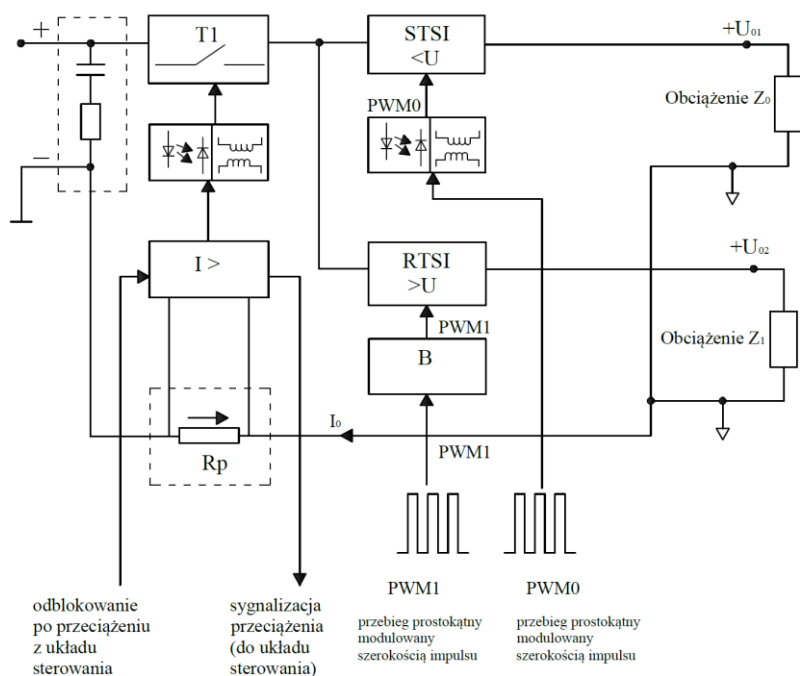 +
T1
STSI
<U
+U01
PWM0
Obciążenie Z0
−
I >
RTSI
>U
+U02
PWM1
B
Obciążenie Z1
I0
Rp
PWM1
PWM1
PWM0
odblokowanie
po przeciążeniu
z układu
sterowania
sygnalizacja
przeciążenia
(do układu
sterowania)
przebieg prostokątny
modulowany
szerokością impulsu
przebieg prostokątny
modulowany
szerokością impulsu